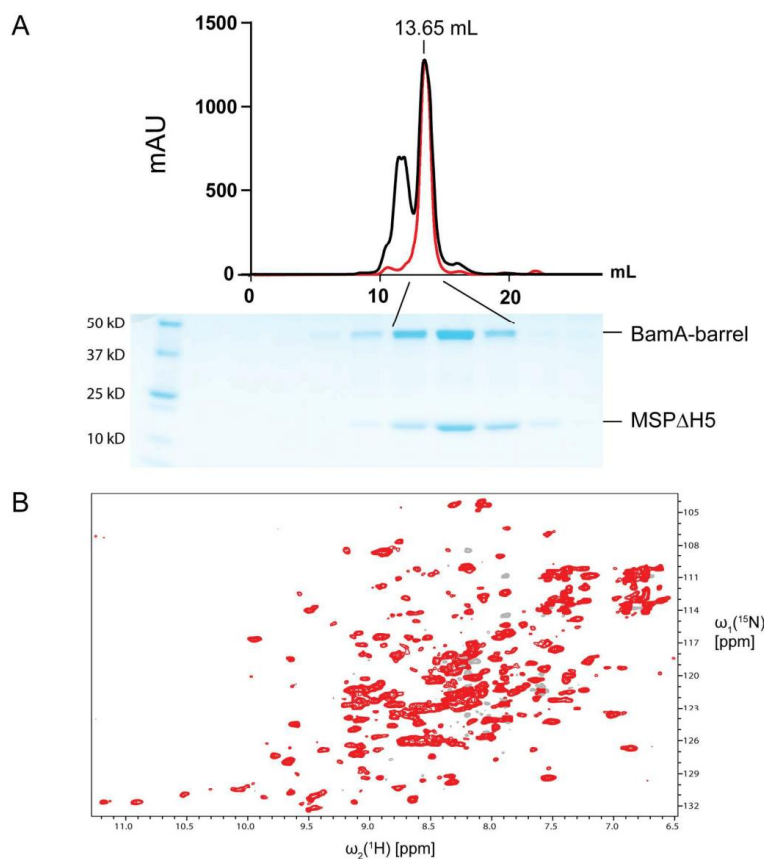 A
13.65 mL
1500
1000
500
0
mAU
mL
0 10 20
50 kD
37 kD
25 kD
10 kD
BamA-barrel
MSPΔH5
B
105
108
111
114
117
120
123
126
129
132
ω₁(¹⁵N)
[ppm]
11.0 10.5 10.0 9.5 9.0 8.5 8.0 7.5 7.0 6.5
ω₂(¹H) [ppm]